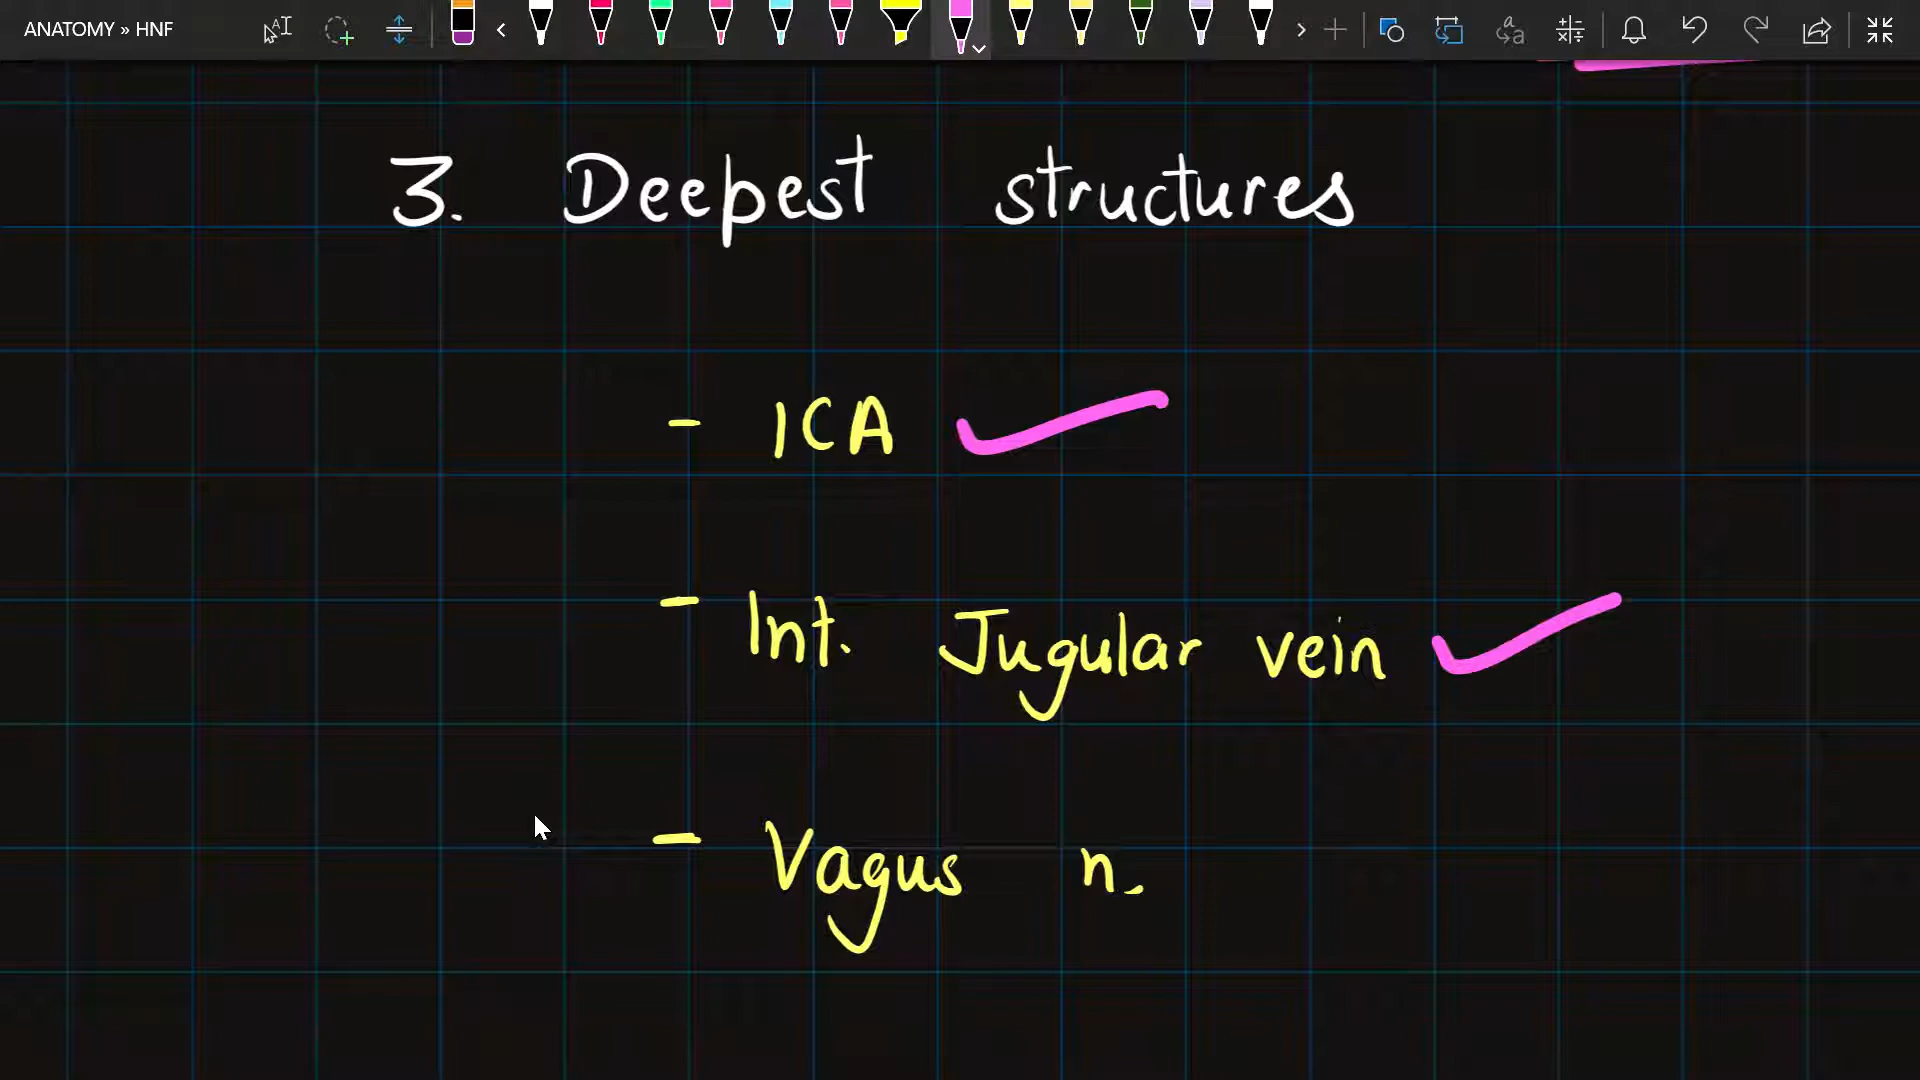 ANATOMY » HNF
3. Deepest structures
- ICA
- Int. Jugular vein
- Vagus n.